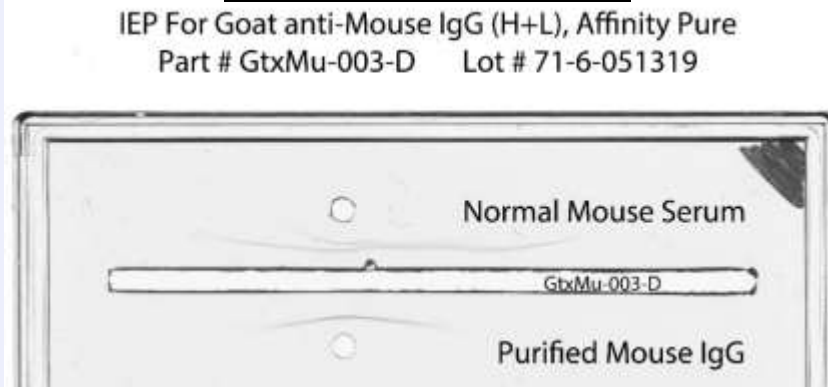 IEP For Goat anti-Mouse IgG (H+L), Affinity Pure
Part # GtxMu-003-D Lot # 71-6-051319
Normal Mouse Serum
GtxMu-003-D
Purified Mouse IgG